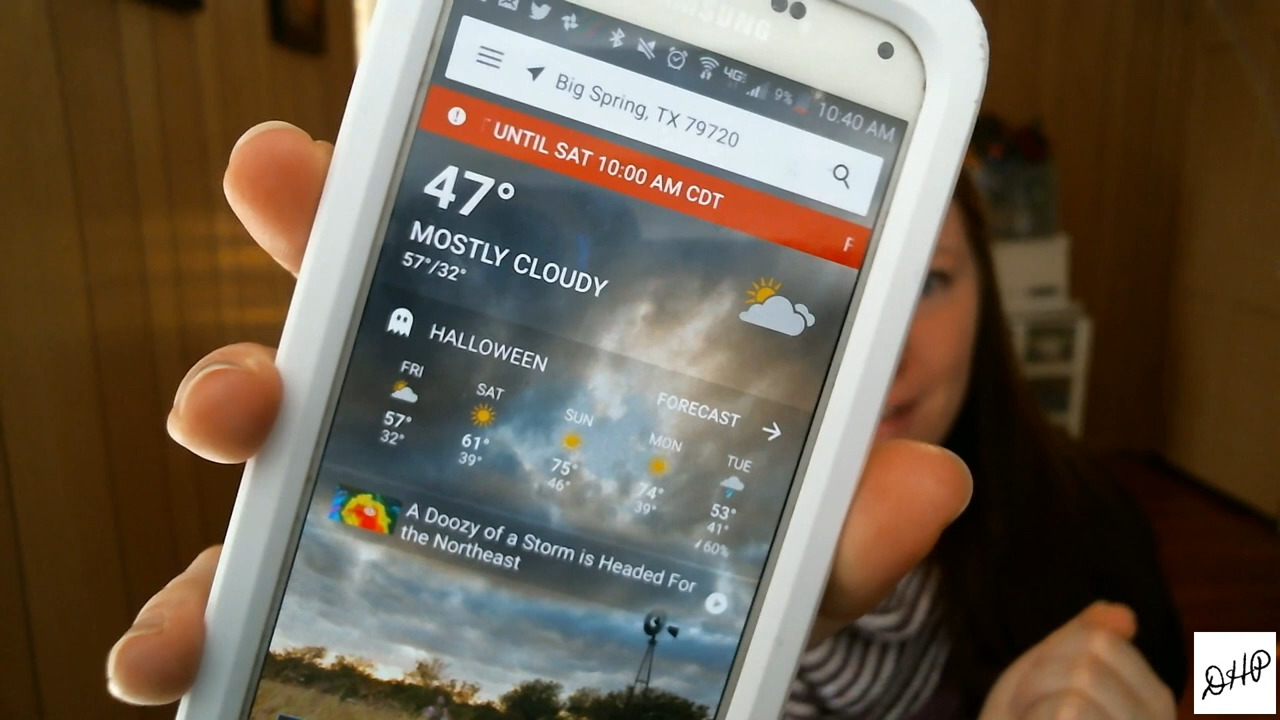 SAMSUNG
4G 9% 10:40 AM
Big Spring, TX 79720
UNTIL SAT 10:00 AM CDT F
47°
MOSTLY CLOUDY
57°/32°
HALLOWEEN
FORECAST
FRI SAT SUN MON TUE
57° 61° 75° 74° 53°
32° 39° 46° 39° 41°
60%
A Doozy of a Storm is Headed For
the Northeast
DHP